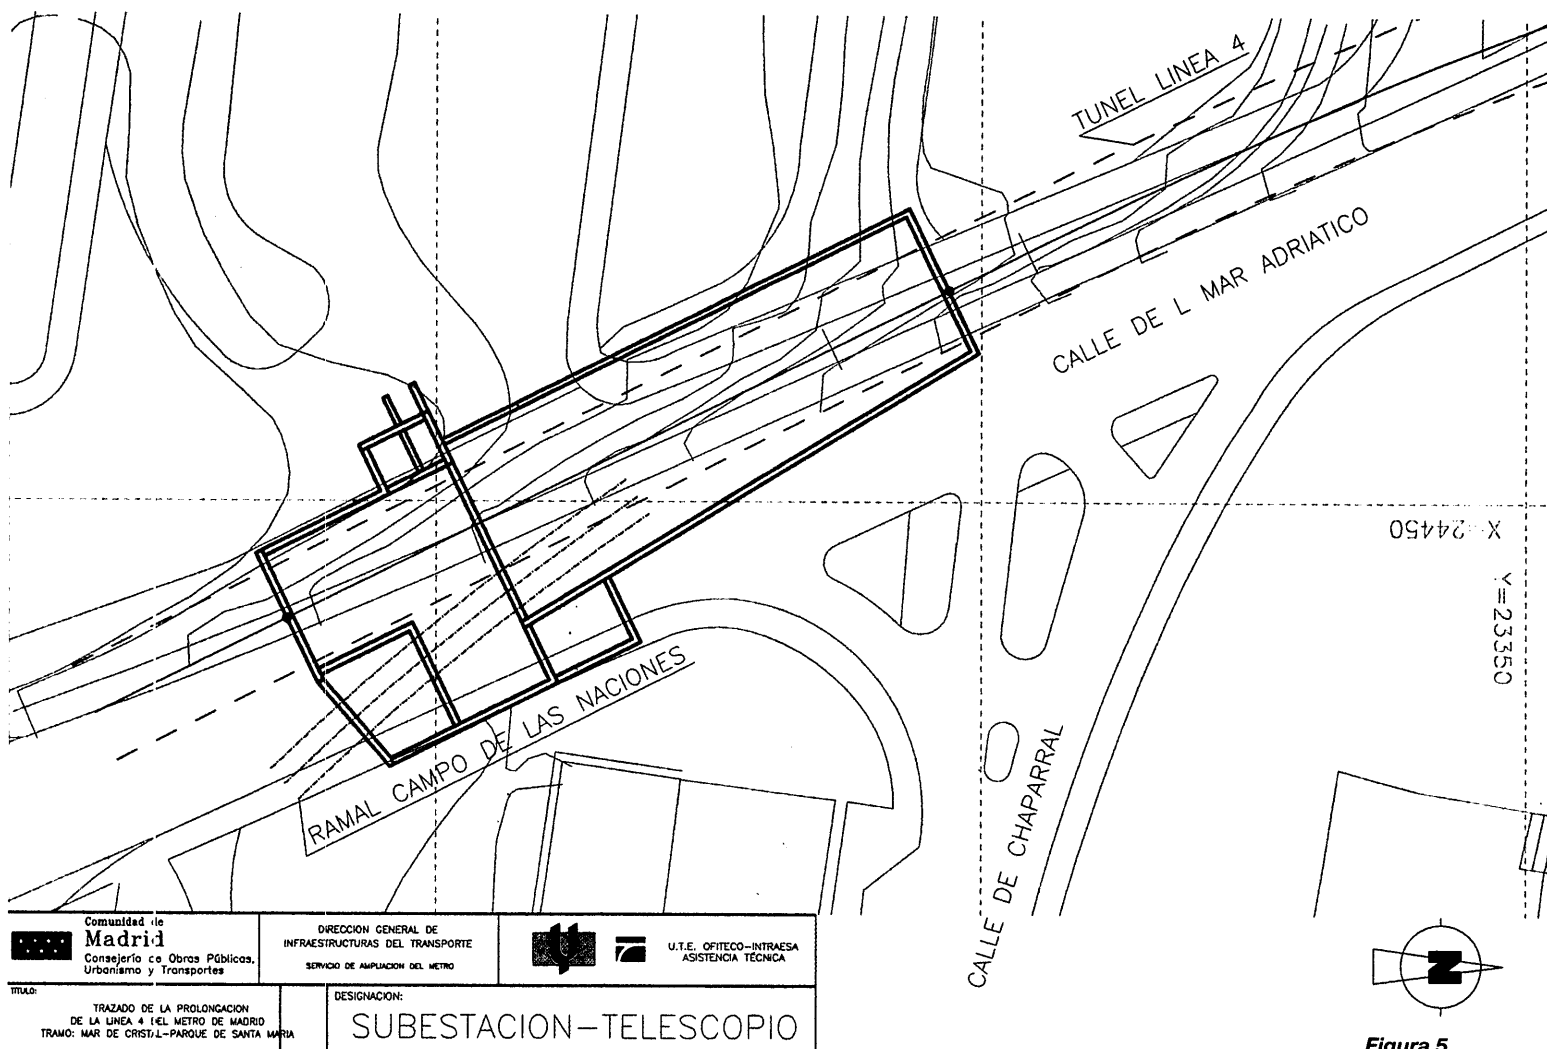 TUNEL LINEA 4
CALLE DE L MAR ADRIATICO
X=24450
Y=23350
RAMAL CAMPO DE LAS NACIONES
CALLE DE CHAPARRAL
Comunidad de
Madrid
Consejería de Obras Públicas,
Urbanismo y Transportes
DIRECCION GENERAL DE
INFRAESTRUCTURAS DEL TRANSPORTE
SERVICIO DE AMPLIACION DEL METRO
U.T.E. OFITECO-INTRAESA
ASISTENCIA TÉCNICA
TITULO:
TRAZADO DE LA PROLONGACION
DE LA LINEA 4 DEL METRO DE MADRID
TRAMO: MAR DE CRISTAL-PARQUE DE SANTA MARIA
DESIGNACION:
SUBESTACION-TELESCOPIO
N
Figura 5